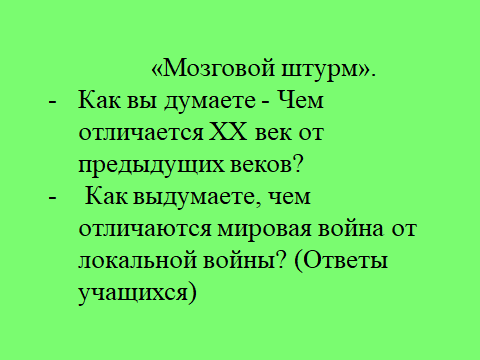 «Мозговой штурм».
- Как вы думаете - Чем
отличается XX век от
предыдущих веков?
- Как выдумаете, чем
отличаются мировая война от
локальной войны? (Ответы
учащихся)